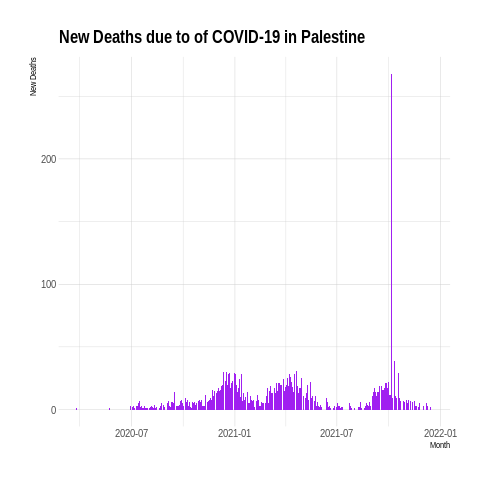 New Deaths due to of COVID-19 in Palestine
New Deaths
200
100
0
2020-07 2021-01 2021-07 2022-01
Month